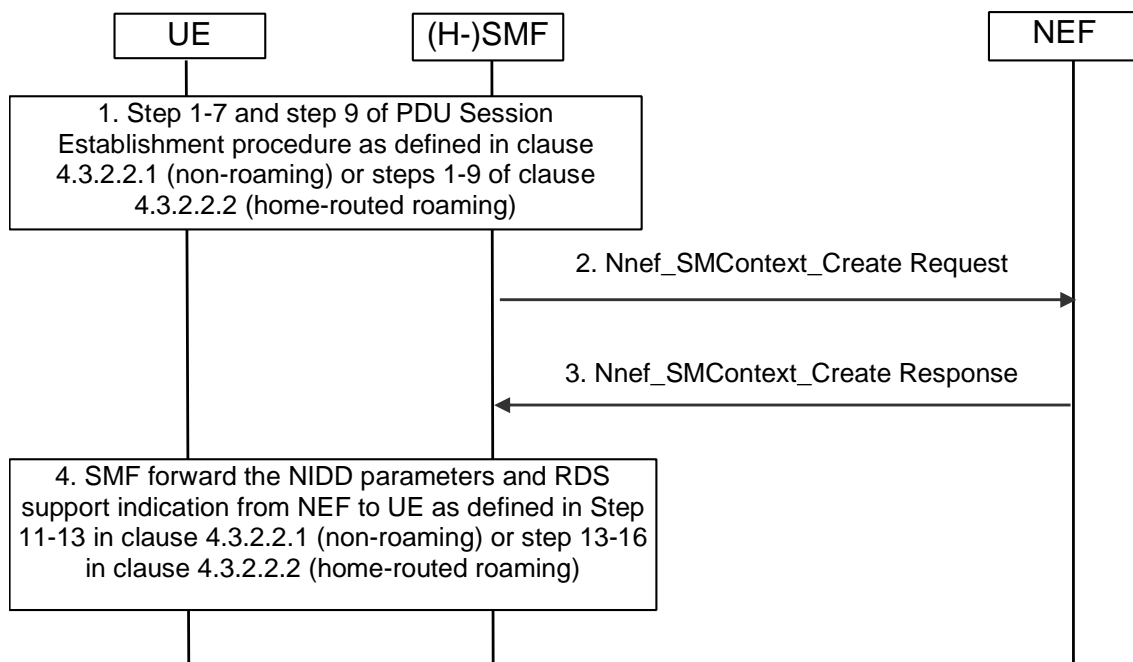 UE
(H-)SMF
NEF
1. Step 1-7 and step 9 of PDU Session
Establishment procedure as defined in clause
4.3.2.2.1 (non-roaming) or steps 1-9 of clause
4.3.2.2.2 (home-routed roaming)
2. Nnef_SMContext_Create Request
3. Nnef_SMContext_Create Response
4. SMF forward the NIDD parameters and RDS
support indication from NEF to UE as defined in Step
11-13 in clause 4.3.2.2.1 (non-roaming) or step 13-16
in clause 4.3.2.2.2 (home-routed roaming)